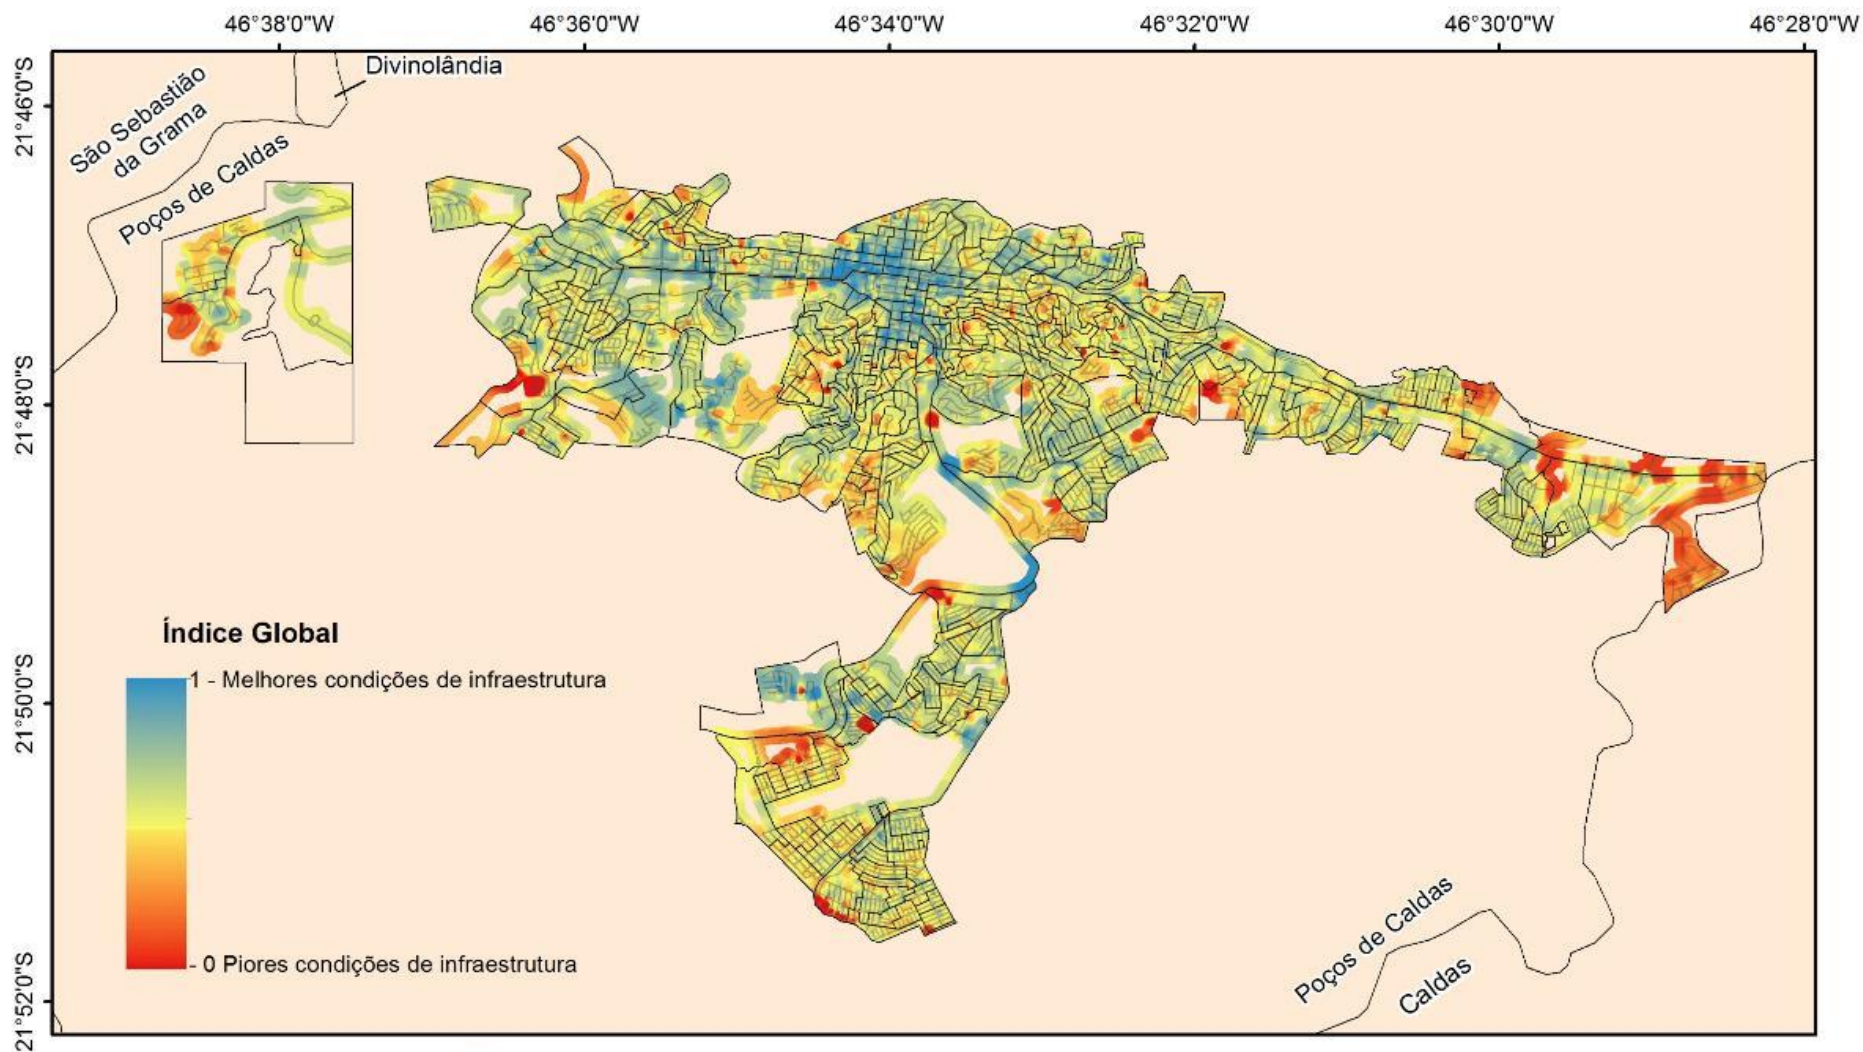 46°38'0"W
46°36'0"W
46°34'0"W
46°32'0"W
46°30'0"W
46°28'0"W
21°46'0"S
21°48'0"S
21°50'0"S
21°52'0"S
Divinolândia
São Sebastião
da Grama
Poços de Caldas
Índice Global
1 - Melhores condições de infraestrutura
- 0 Piores condições de infraestrutura
Poços de Caldas
Caldas